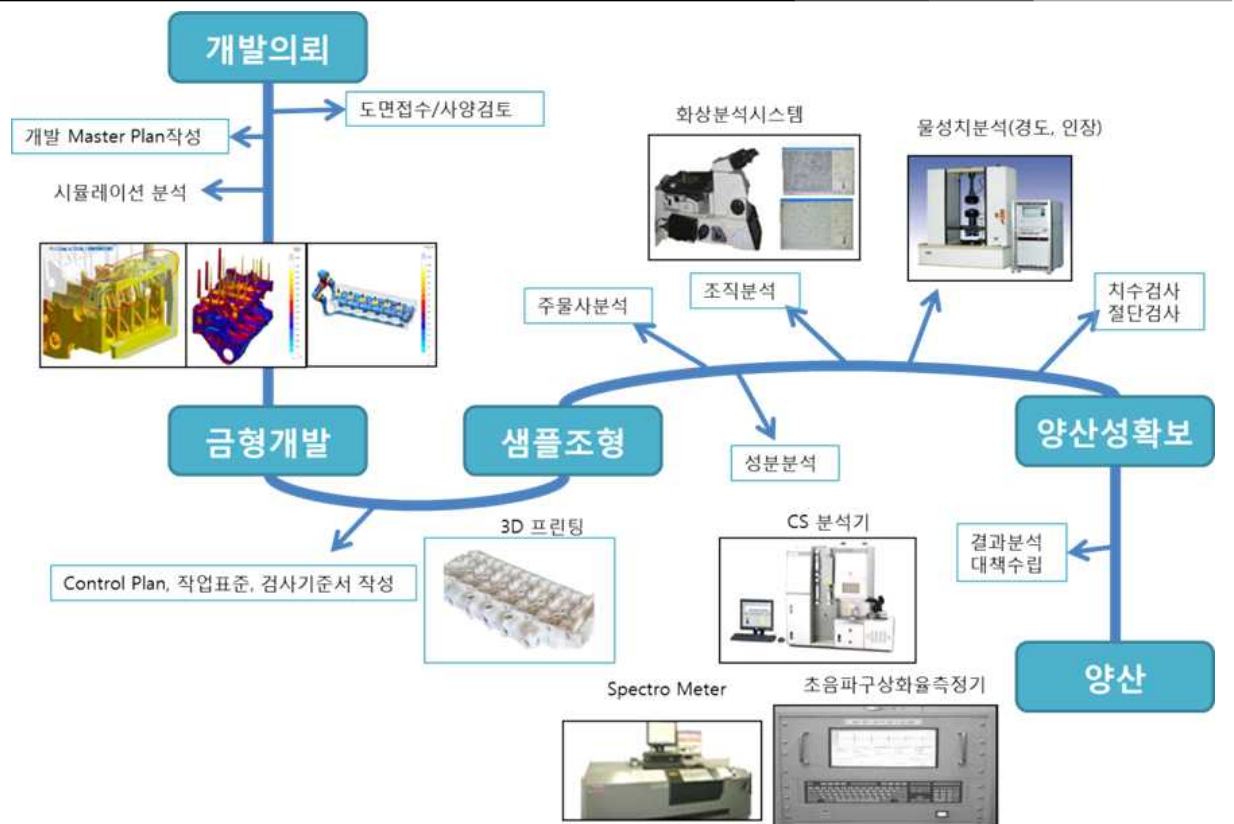 개발의뢰
도면접수/사양검토
개발 Master Plan작성
시뮬레이션 분석
화상분석시스템
물성치분석(경도, 인장)
주물사분석
조직분석
치수검사
절단검사
금형개발
샘플조형
양산성확보
성분분석
3D 프린팅
CS 분석기
결과분석
대책수립
Control Plan, 작업표준, 검사기준서 작성
Spectro Meter
초음파구상화율측정기
양산